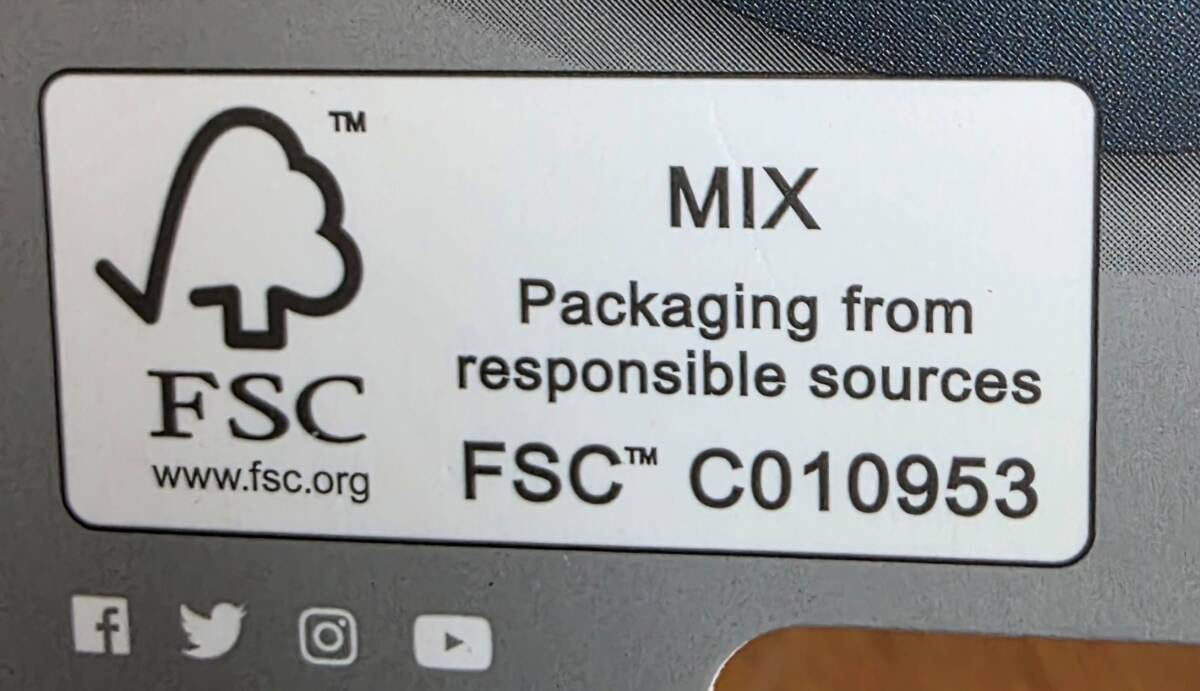 TM
MIX
Packaging from
responsible sources
FSC
www.fsc.org
FSC™ C010953